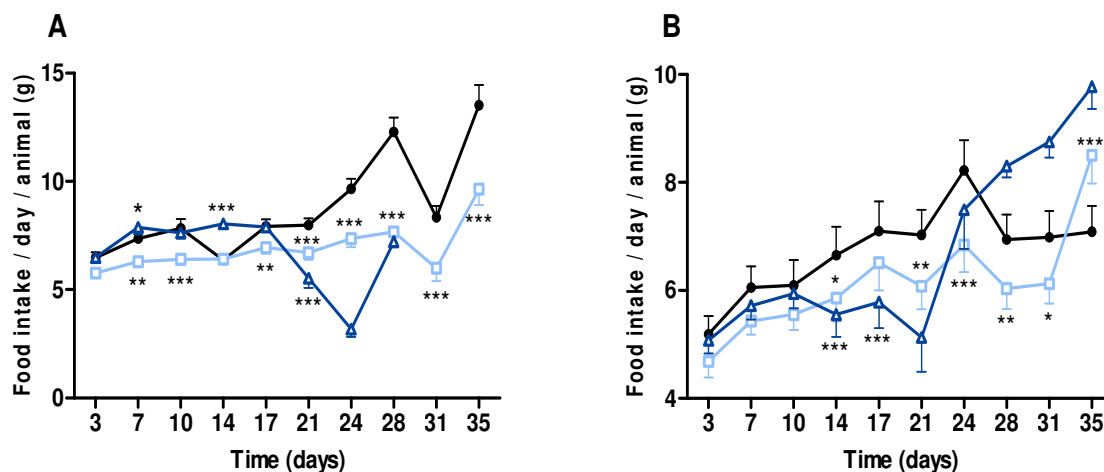 A
Food intake / day / animal (g)
15
10
5
0
* ***
*** *** ***
** *** ** *** *** ***
3 7 10 14 17 21 24 28 31 35
Time (days)
B
Food intake / day / animal (g)
10
8
6
4
***
* **
*** *** *** ** *
3 7 10 14 17 21 24 28 31 35
Time (days)